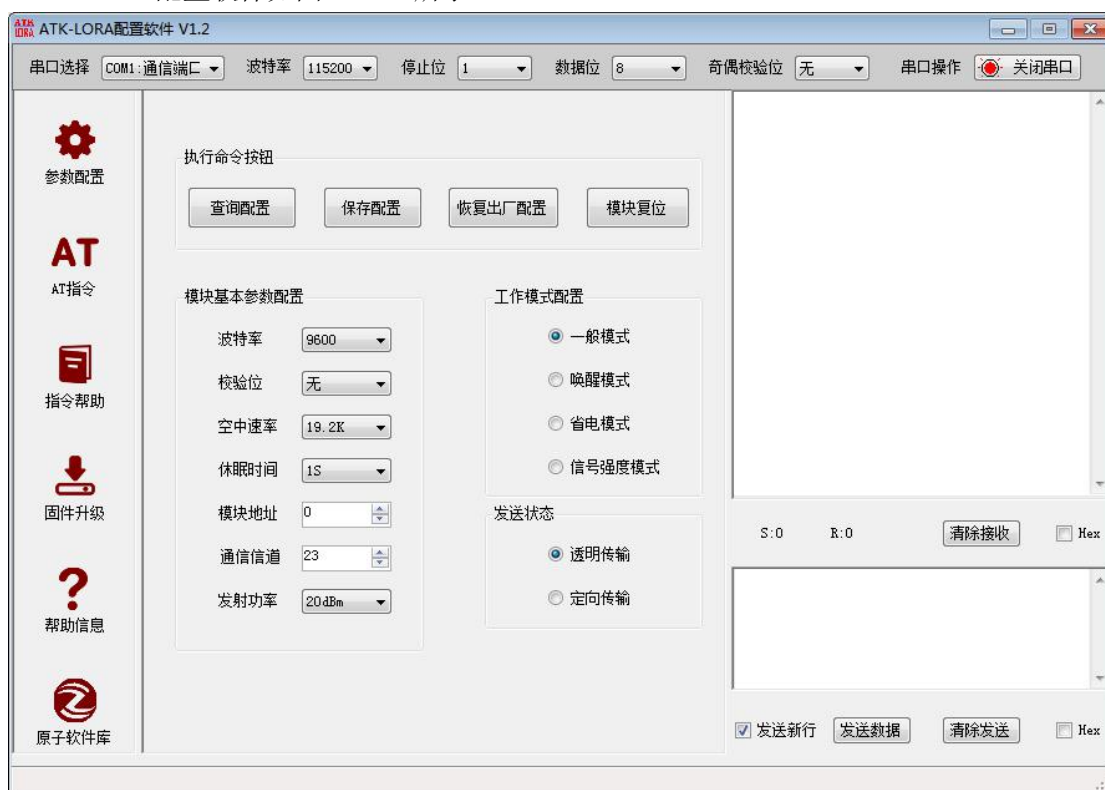 ATK-LORA配置软件 V1.2
串口选择 COM1:通信端口 波特率 115200 停止位 1 数据位 8 奇偶校验位 无 串口操作 关闭串口
参数配置
AT
AT指令
指令帮助
固件升级
?
帮助信息
原子软件库
执行命令按钮
查询配置 保存配置 恢复出厂配置 模块复位
模块基本参数配置
波特率 9600
校验位 无
空中速率 19.2K
休眠时间 1S
模块地址 0
通信信道 23
发射功率 20dBm
工作模式配置
一般模式
唤醒模式
省电模式
信号强度模式
发送状态
透明传输
定向传输
S:0 R:0 清除接收 Hex
发送新行 发送数据 清除发送 Hex